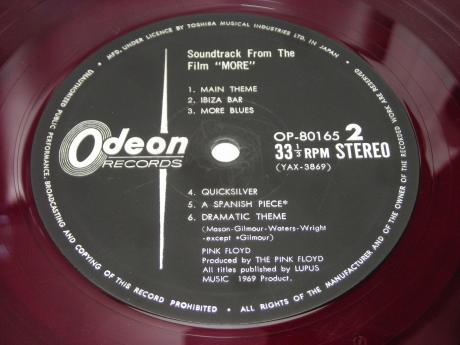 MFD. UNDER LICENCE BY TOSHIBA MUSICAL INDUSTRIES LTD. IN JAPAN. • ALL RIGHTS OF THE MANUFACTURER AND OF THE OWNER OF THE RECORDED WORK ARE RESERVED •
UNAUTHORISED PUBLIC PERFORMANCE, BROADCASTING AND COPYING OF THIS RECORD PROHIBITED •
Soundtrack From The
Film "MORE"
1. MAIN THEME
2. IBIZA BAR
3. MORE BLUES
Odeon
RECORDS
OP-80165 2
33 1/3 RPM STEREO
(YAX-3869)
4. QUICKSILVER
5. A SPANISH PIECE*
6. DRAMATIC THEME
(Mason-Gilmour-Waters-Wright
-except *Gilmour)
PINK FLOYD
Produced by THE PINK FLOYD
All titles published by LUPUS
MUSIC 1969 Product.